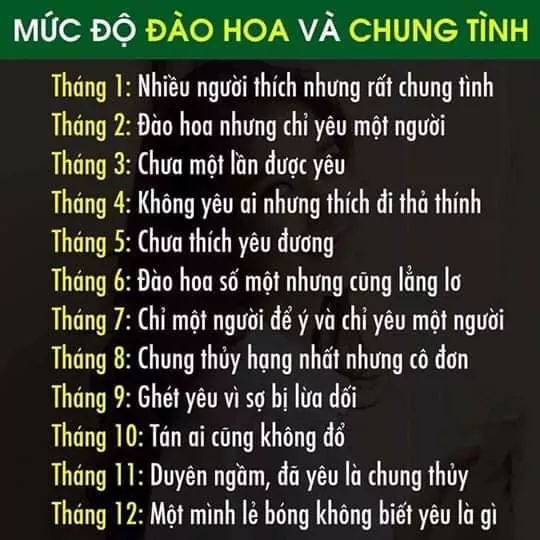 MỨC ĐỘ ĐÀO HOA VÀ CHUNG TÌNH
Tháng 1: Nhiều người thích nhưng rất chung tình
Tháng 2: Đào hoa nhưng chỉ yêu một người
Tháng 3: Chưa một lần được yêu
Tháng 4: Không yêu ai nhưng thích đi thả thính
Tháng 5: Chưa thích yêu đương
Tháng 6: Đào hoa số một nhưng cũng lẳng lơ
Tháng 7: Chỉ một người để ý và chỉ yêu một người
Tháng 8: Chung thủy hạng nhất nhưng cô đơn
Tháng 9: Ghét yêu vì sợ bị lừa dối
Tháng 10: Tán ai cũng không đổ
Tháng 11: Duyên ngầm, đã yêu là chung thủy
Tháng 12: Một mình lẻ bóng không biết yêu là gì